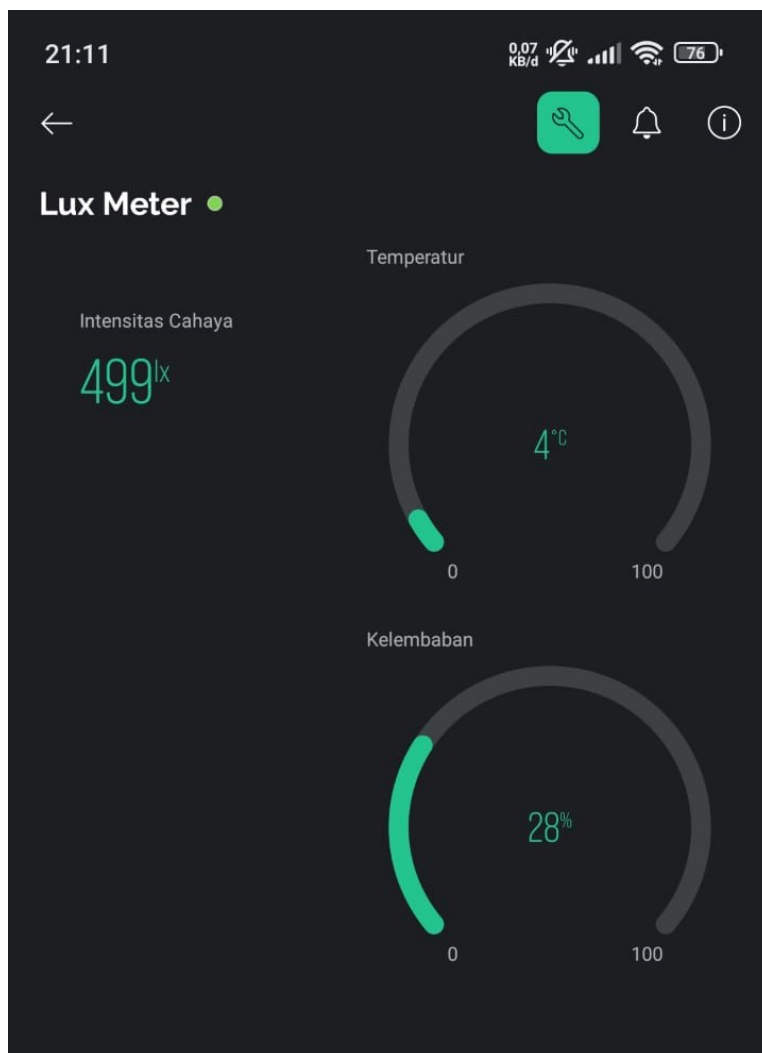 21:11
0,07
KB/d
76
Lux Meter
Temperatur
Intensitas Cahaya
499lx
4°C
0 100
Kelembaban
28%
0 100